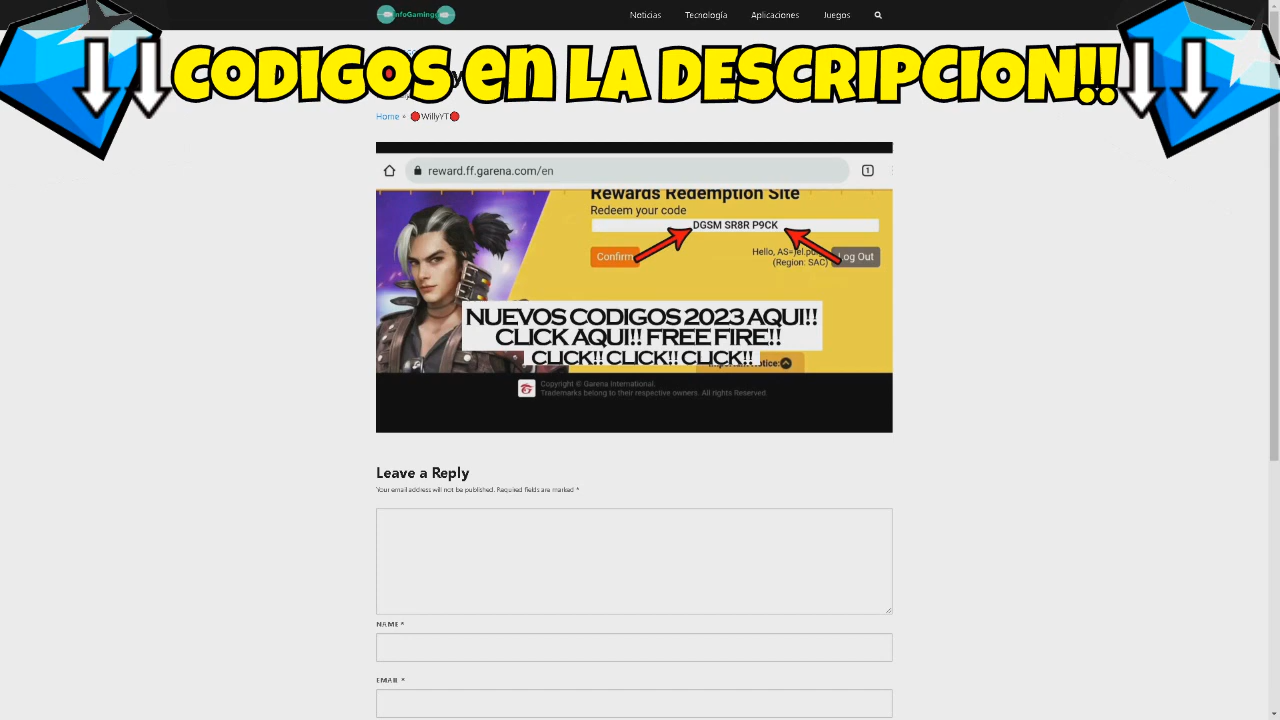 InfoGaming
Noticias
Tecnología
Aplicaciones
Juegos
CODIGOS en LA DESCRIPCION!!
Home » WillyYT
reward.ff.garena.com/en
1
Rewards Redemption Site
Redeem your code
DGSM SR8R P9CK
Confirm
(Region: SAC)
Log Out
NUEVOS CODIGOS 2023 AQUI!!
CLICK AQUI!! FREE FIRE!!
CLICK!! CLICK!! CLICK!!
Copyright © Garena International.
Trademarks belong to their respective owners. All rights Reserved.
Leave a Reply
Your email address will not be published. Required fields are marked *
NAME *
EMAIL *